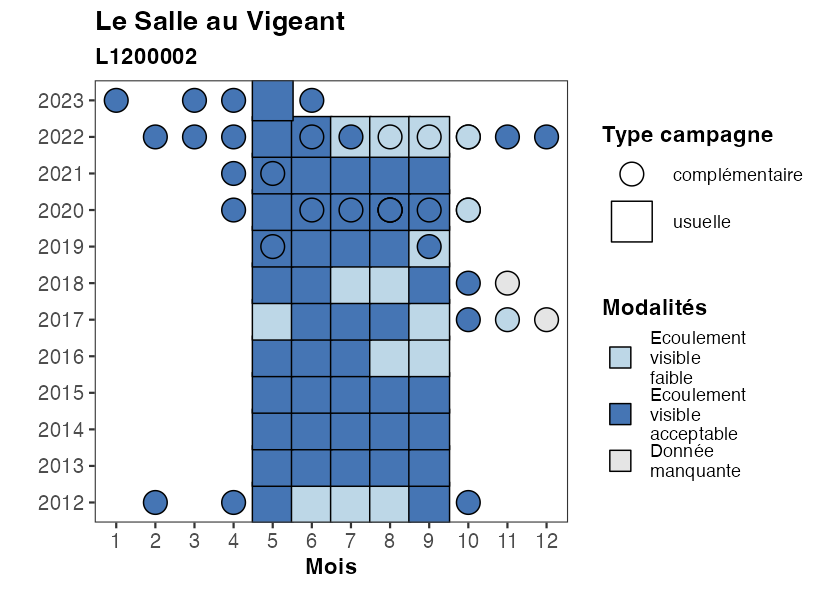 Le Salle au Vigeant
L1200002
2023
2022
2021
2020
2019
2018
2017
2016
2015
2014
2013
2012
1 2 3 4 5 6 7 8 9 10 11 12
Mois
Type campagne
complémentaire
usuelle
Modalités
Ecoulement
visible
faible
Ecoulement
visible
acceptable
Donnée
manquante